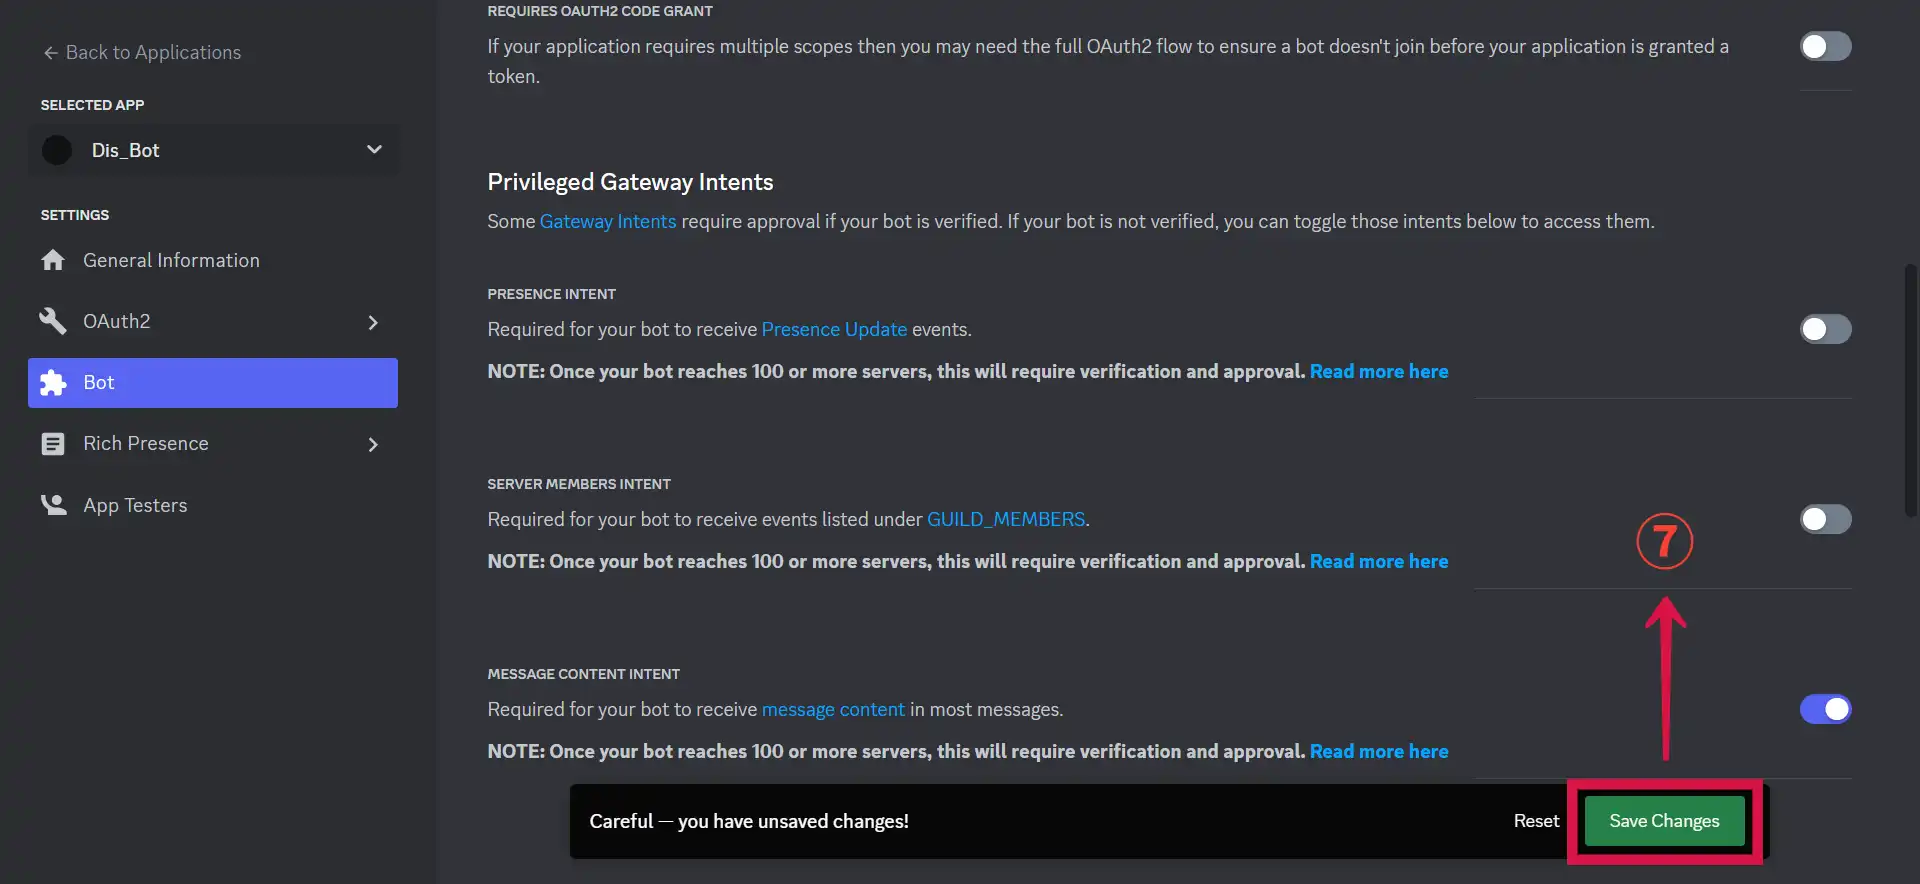 Back to Applications
SELECTED APP
Dis_Bot
SETTINGS
General Information
OAuth2
Bot
Rich Presence
App Testers
REQUIRES OAUTH2 CODE GRANT
If your application requires multiple scopes then you may need the full OAuth2 flow to ensure a bot doesn't join before your application is granted a
token.
Privileged Gateway Intents
Some Gateway Intents require approval if your bot is verified. If your bot is not verified, you can toggle those intents below to access them.
PRESENCE INTENT
Required for your bot to receive Presence Update events.
NOTE: Once your bot reaches 100 or more servers, this will require verification and approval. Read more here
SERVER MEMBERS INTENT
Required for your bot to receive events listed under GUILD_MEMBERS.
NOTE: Once your bot reaches 100 or more servers, this will require verification and approval. Read more here
7
MESSAGE CONTENT INTENT
Required for your bot to receive message content in most messages.
NOTE: Once your bot reaches 100 or more servers, this will require verification and approval. Read more here
Careful — you have unsaved changes!
Reset
Save Changes